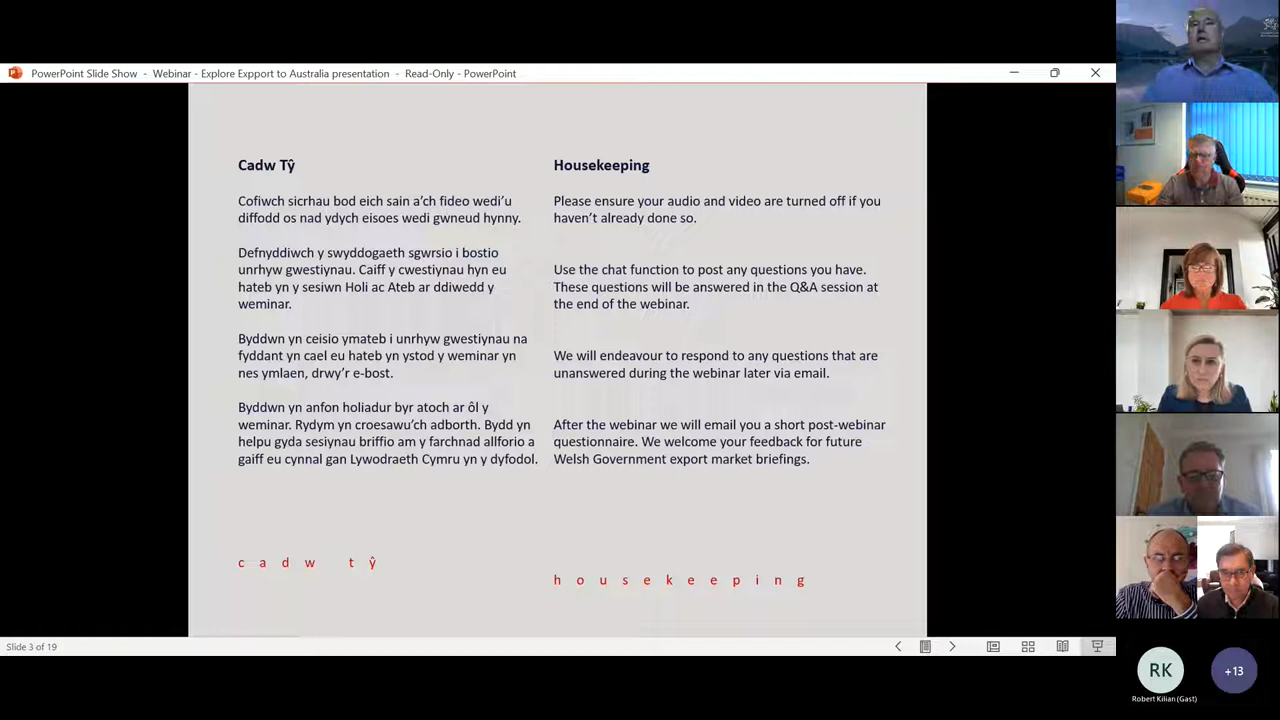 PowerPoint Slide Show - Webinar - Explore Expport to Australia presentation - Read-Only - PowerPoint
Cadw Tŷ
Cofiwch sicrhau bod eich sain a'ch fideo wedi'u
diffodd os nad ydych eisoes wedi gwneud hynny.
Defnyddiwch y swyddogaeth sgwrsio i bostio
unrhyw gwestiynau. Caiff y cwestiynau hyn eu
hateb yn y sesiwn Holi ac Ateb ar ddiwedd y
weminar.
Byddwn yn ceisio ymateb i unrhyw gwestiynau na
fyddant yn cael eu hateb yn ystod y weminar yn
nes ymlaen, drwy'r e-bost.
Byddwn yn anfon holiadur byr atoch ar ôl y
weminar. Rydym yn croesawu'ch adborth. Bydd yn
helpu gyda sesiynau briffio am y farchnad allforio a
gaiff eu cynnal gan Lywodraeth Cymru yn y dyfodol.
cadw tŷ
Housekeeping
Please ensure your audio and video are turned off if you
haven't already done so.
Use the chat function to post any questions you have.
These questions will be answered in the Q&A session at
the end of the webinar.
We will endeavour to respond to any questions that are
unanswered during the webinar later via email.
After the webinar we will email you a short post-webinar
questionnaire. We welcome your feedback for future
Welsh Government export market briefings.
housekeeping
Slide 3 of 19
RK
Robert Kilian (Gast)
+13